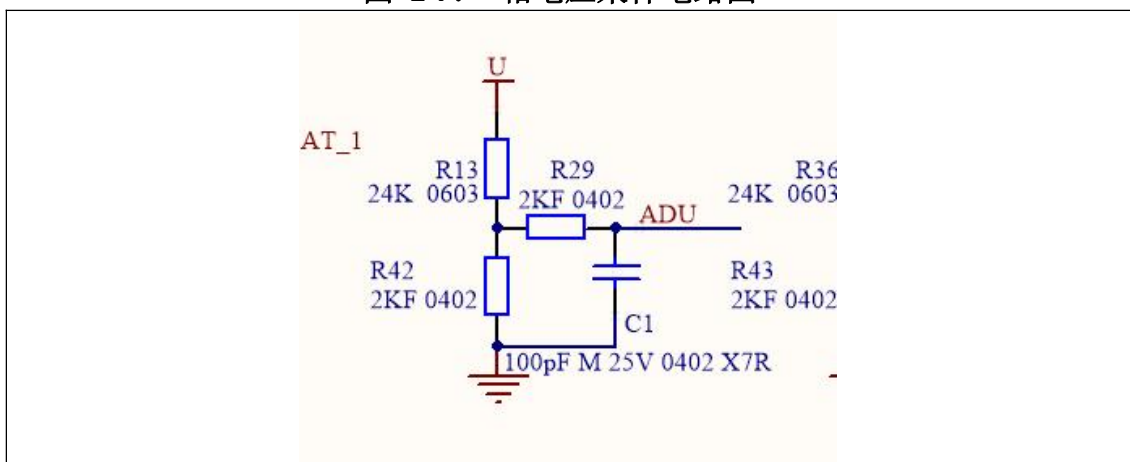 U
AT_1
R13
24K 0603
R29
2KF 0402
R36
24K 0603
ADU
R42
2KF 0402
R43
2KF 0402
C1
100pF M 25V 0402 X7R